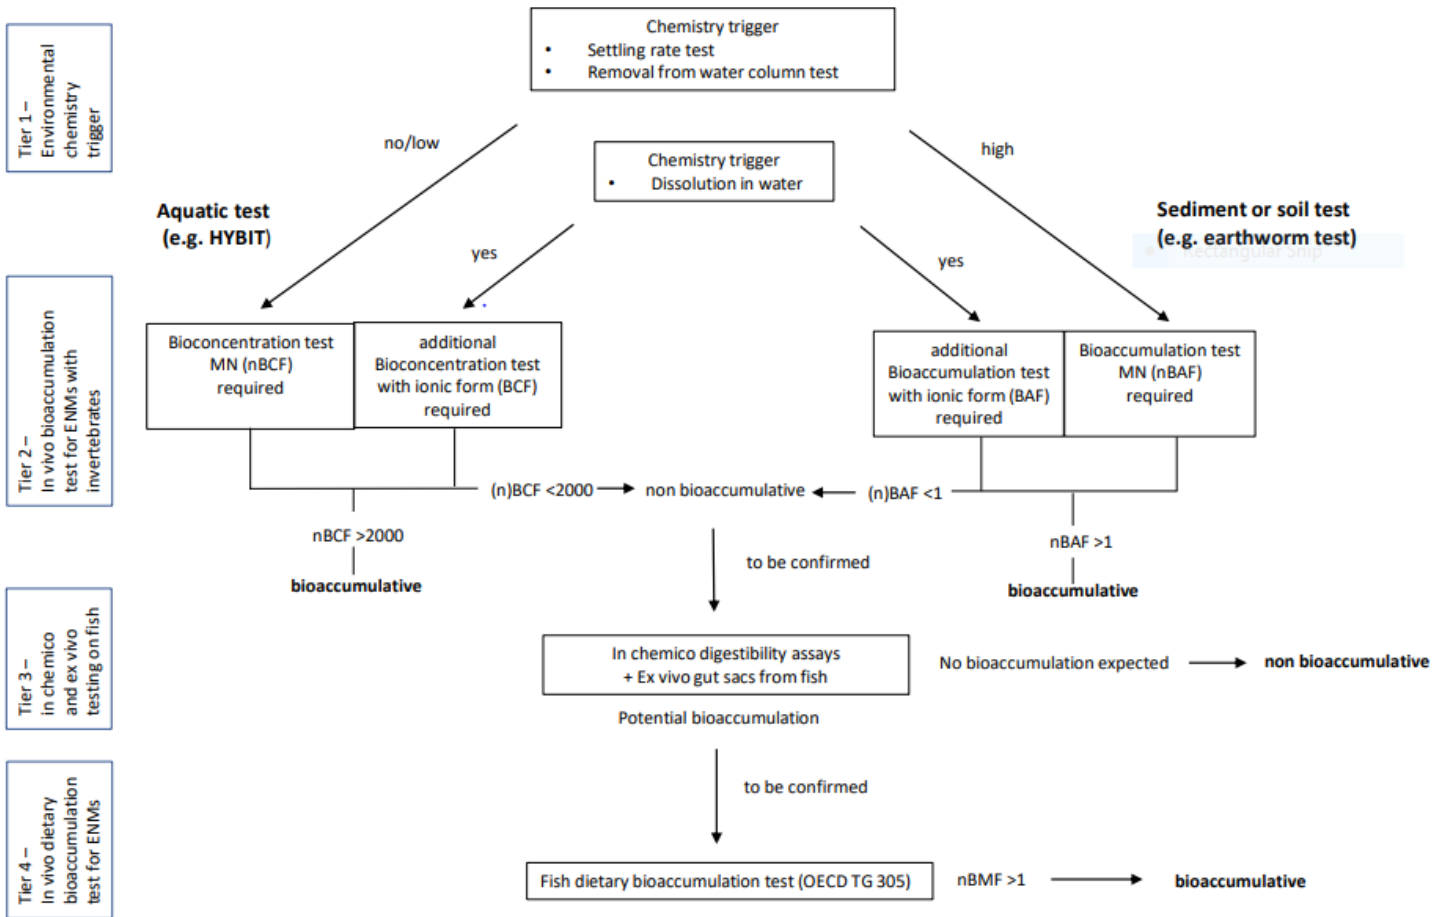 Tier 1 –
Environmental
chemistry
trigger
Chemistry trigger
• Settling rate test
• Removal from water column test
no/low
high
Chemistry trigger
• Dissolution in water
Aquatic test
(e.g. HYBIT)
Sediment or soil test
(e.g. earthworm test)
Rectangular Snip
yes
yes
Tier 2 –
In vivo bioaccumulation
test for ENMs with
invertebrates
Bioconcentration test
MN (nBCF)
required
additional
Bioconcentration test
with ionic form (BCF)
required
additional
Bioaccumulation test
with ionic form (BAF)
required
Bioaccumulation test
MN (nBAF)
required
(n)BCF <2000
non bioaccumulative
(n)BAF <1
nBCF >2000
bioaccumulative
nBAF >1
bioaccumulative
to be confirmed
Tier 3 –
in chemico
and ex vivo
testing on fish
In chemico digestibility assays
+ Ex vivo gut sacs from fish
No bioaccumulation expected
non bioaccumulative
Potential bioaccumulation
to be confirmed
Tier 4 –
In vivo dietary
bioaccumulation
test for ENMs
Fish dietary bioaccumulation test (OECD TG 305)
nBMF >1
bioaccumulative